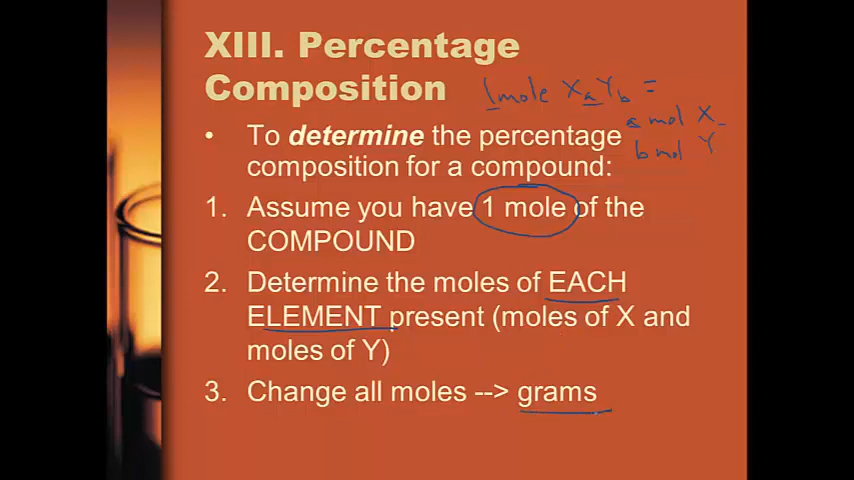 XIII. Percentage
Composition
1 mole XaYb =
a mol X
b mol Y
• To determine the percentage
composition for a compound:
1. Assume you have 1 mole of the
COMPOUND
2. Determine the moles of EACH
ELEMENT present (moles of X and
moles of Y)
3. Change all moles --> grams